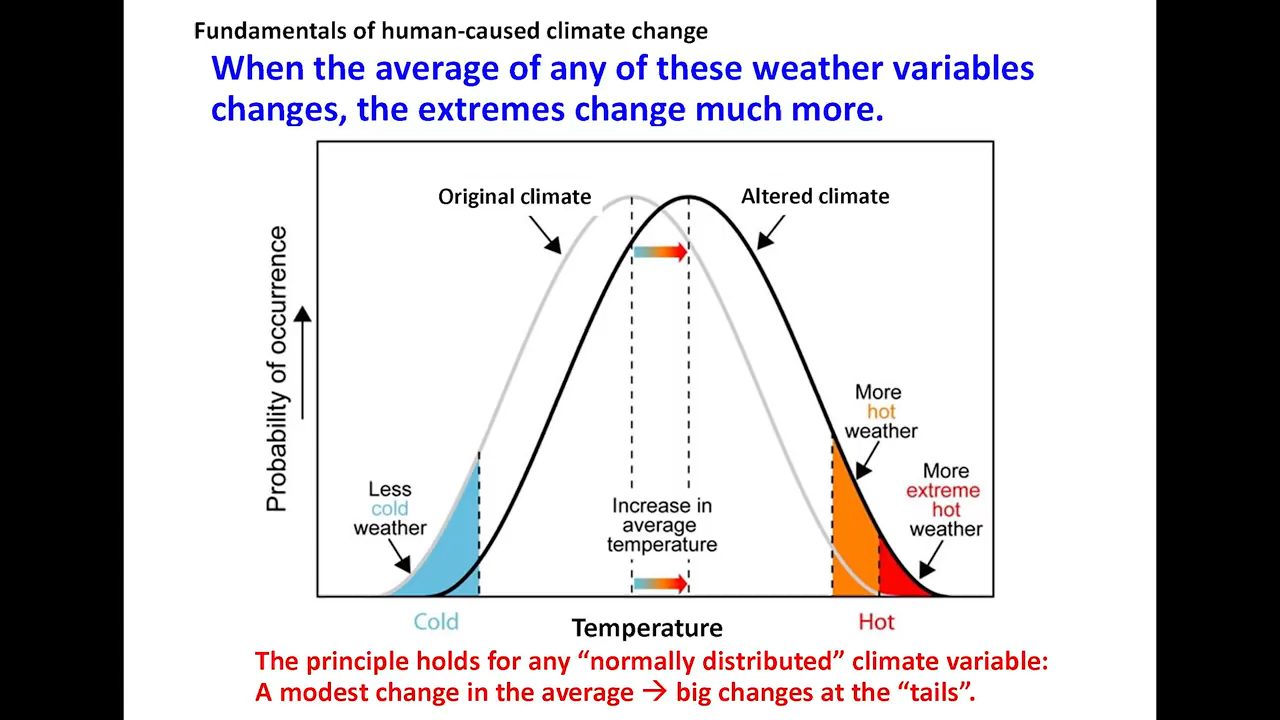 Fundamentals of human-caused climate change
When the average of any of these weather variables
changes, the extremes change much more.
Original climate
Altered climate
Probability of occurrence
More
hot
weather
More
extreme
hot
weather
Less
cold
weather
Increase in
average
temperature
Cold
Temperature
Hot
The principle holds for any “normally distributed” climate variable:
A modest change in the average → big changes at the “tails”.